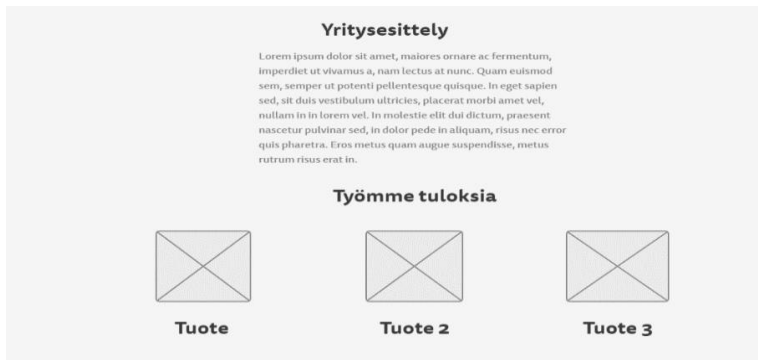 Yritysesittely
Lorem ipsum dolor sit amet, maiores ornare ac fermentum,
imperdiet ut vivamus a, nam lectus at nunc. Quam euismod
sem, semper ut potenti pellentesque quisque. In eget sapien
sed, sit duis vestibulum ultricies, placerat morbi amet vel,
nullam in in lorem vel. In molestie elit dui dictum, praesent
nascetur pulvinar sed, in dolor pede in aliquam, risus nec error
quis pharetra. Eros metus quam augue suspendisse, metus
rutrum risus erat in.
Työmme tuloksia
Tuote
Tuote 2
Tuote 3